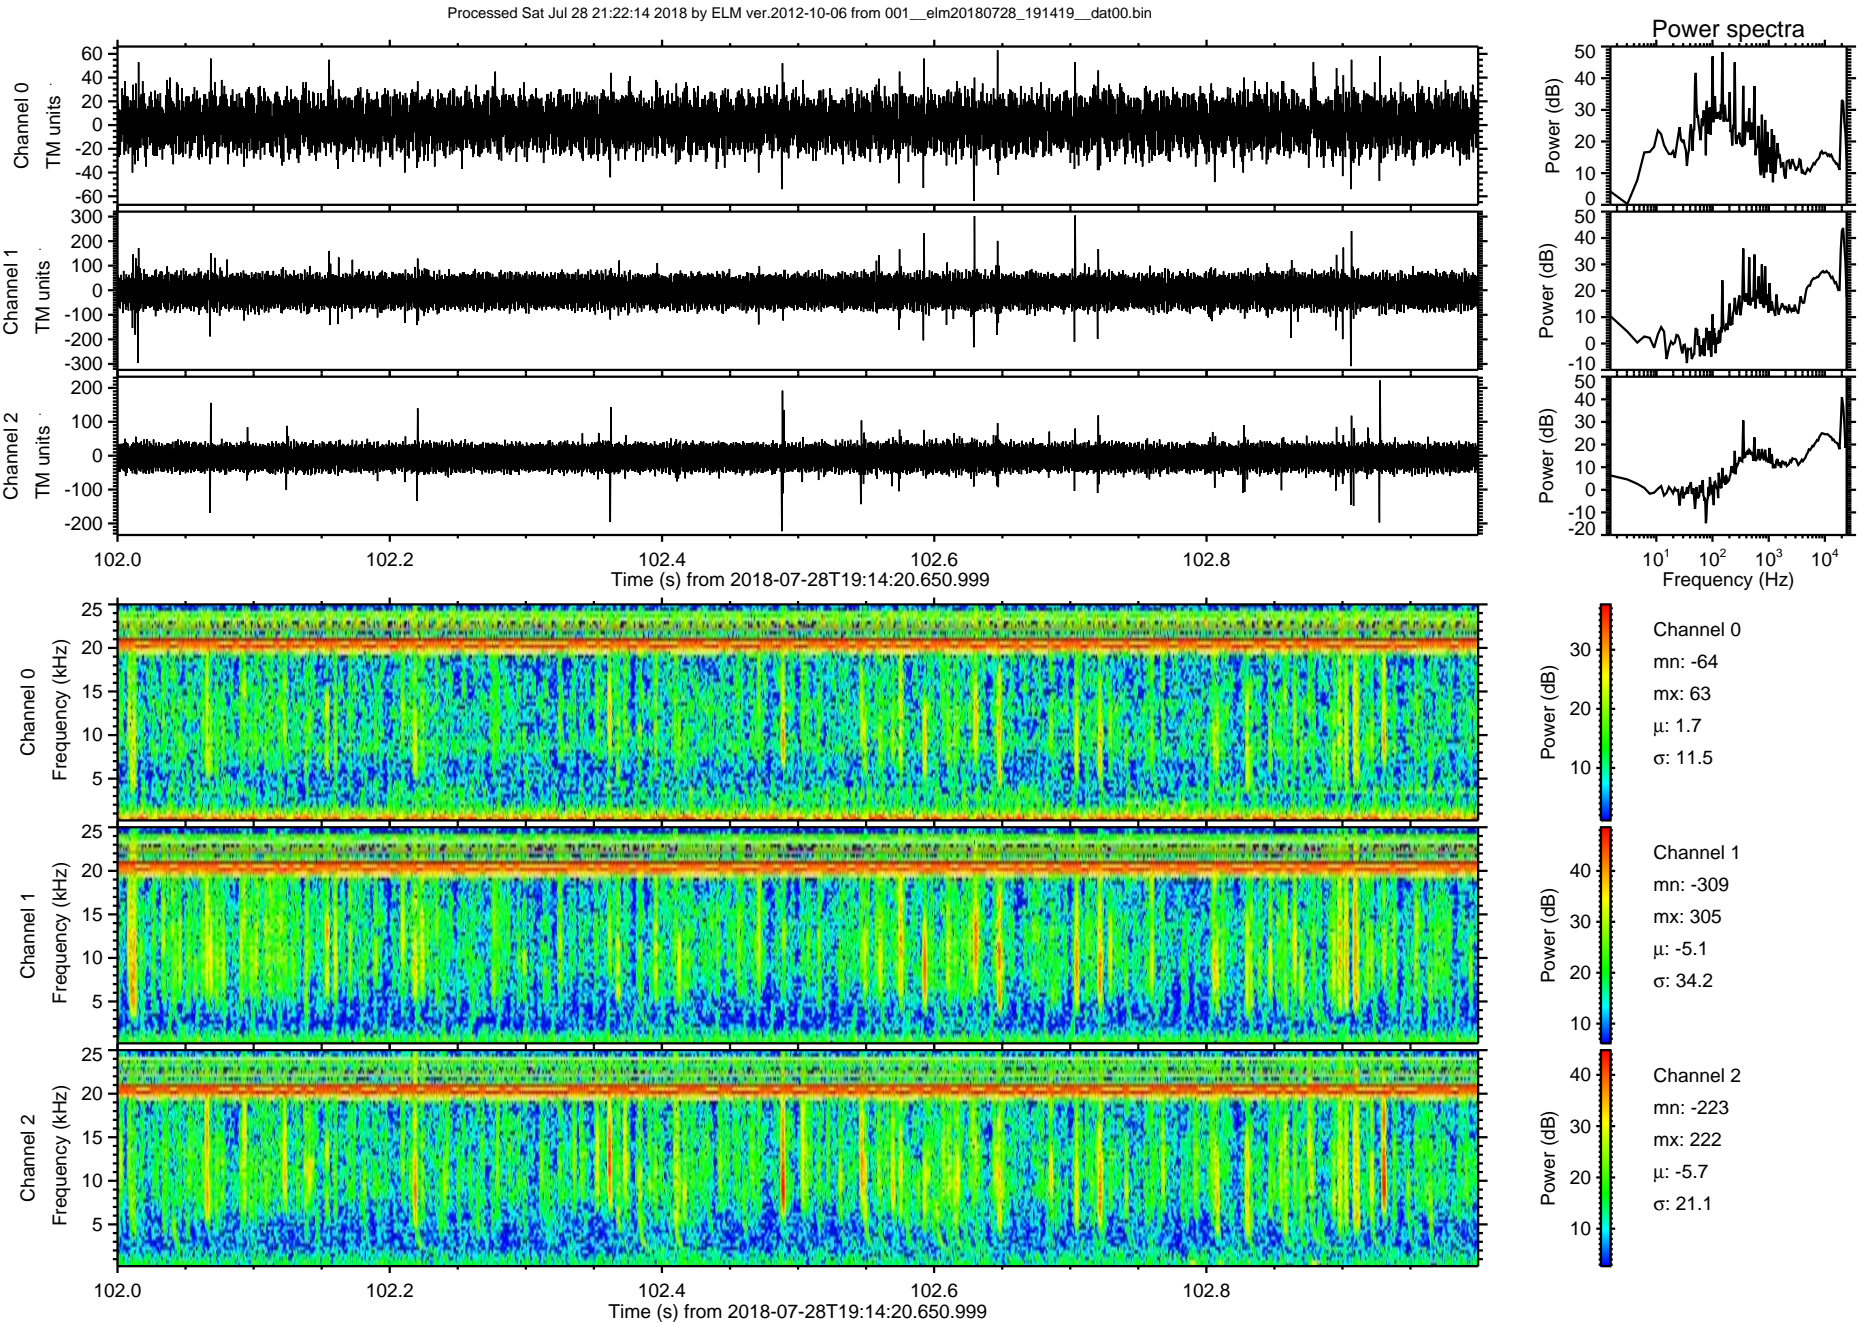 Processed Sat Jul 28 21:22:14 2018 by ELM ver.2012-10-06 from 001__elm20180728_191419__dat00.bin
Power spectra
Channel 0
TM units
60
40
20
0
-20
-40
-60
Power (dB)
50
40
30
20
10
0
Channel 1
TM units
300
200
100
0
-100
-200
-300
Power (dB)
50
40
30
20
10
0
-10
Channel 2
TM units
200
100
0
-100
-200
Power (dB)
50
40
30
20
10
0
-10
-20
102.0 102.2 102.4 102.6 102.8
Time (s) from 2018-07-28T19:14:20.650.999
10¹ 10² 10³ 10⁴
Frequency (Hz)
Channel 0
Frequency (kHz)
25
20
15
10
5
Power (dB)
30
20
10
Channel 0
mn: -64
mx: 63
µ: 1.7
σ: 11.5
Channel 1
Frequency (kHz)
25
20
15
10
5
Power (dB)
40
30
20
10
Channel 1
mn: -309
mx: 305
µ: -5.1
σ: 34.2
Channel 2
Frequency (kHz)
25
20
15
10
5
Power (dB)
40
30
20
10
Channel 2
mn: -223
mx: 222
µ: -5.7
σ: 21.1
102.0 102.2 102.4 102.6 102.8
Time (s) from 2018-07-28T19:14:20.650.999